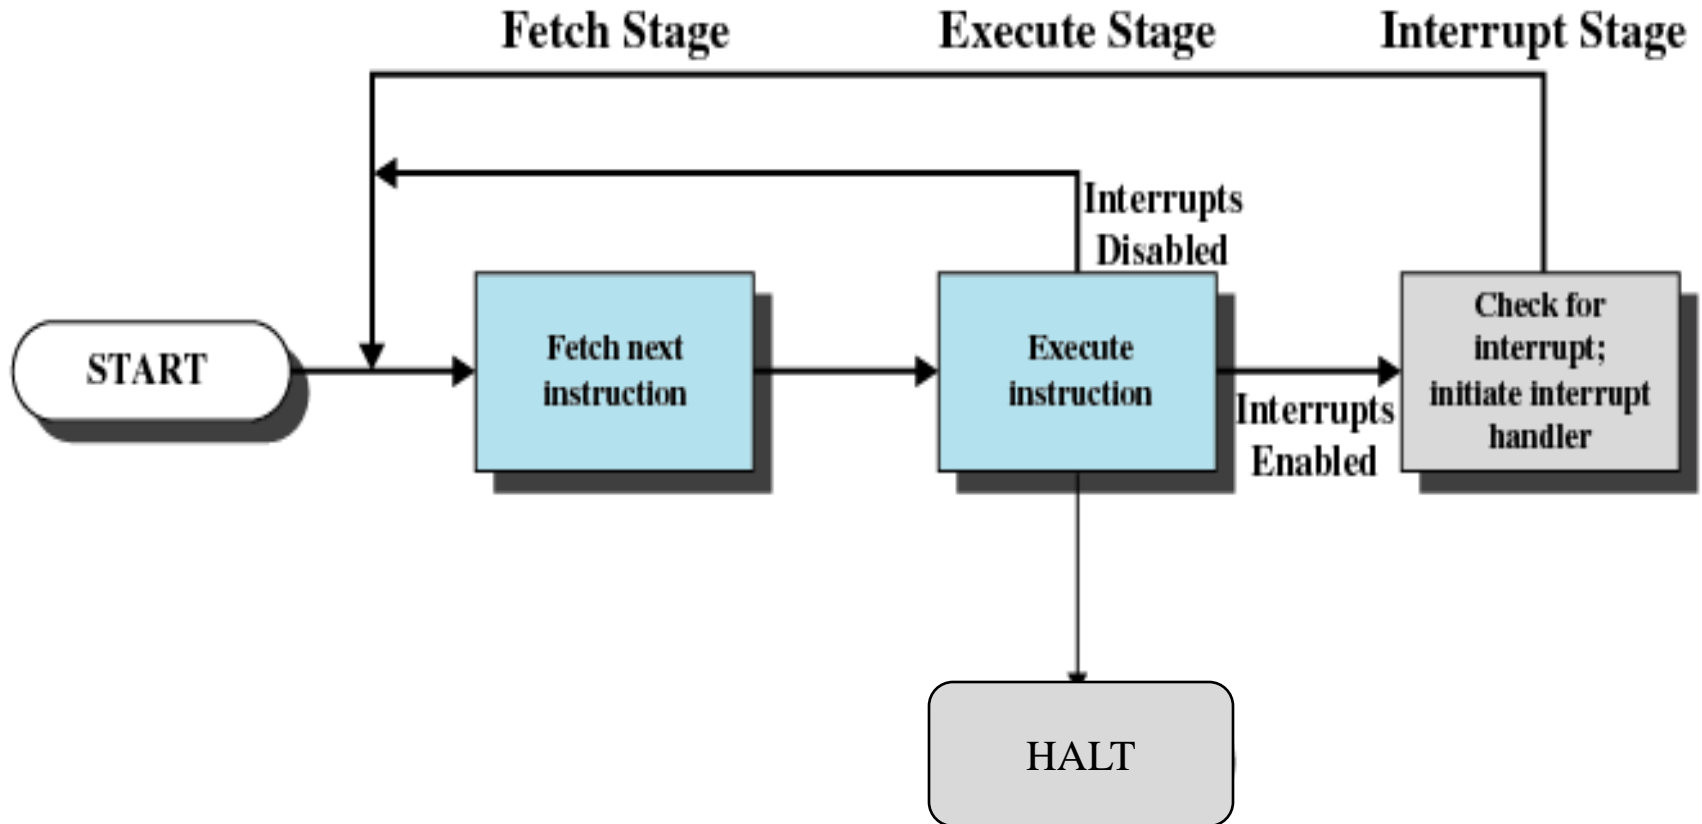 Fetch Stage
Execute Stage
Interrupt Stage
Interrupts
Disabled
START
Fetch next
instruction
Execute
instruction
Interrupts
Enabled
Check for
interrupt;
initiate interrupt
handler
HALT